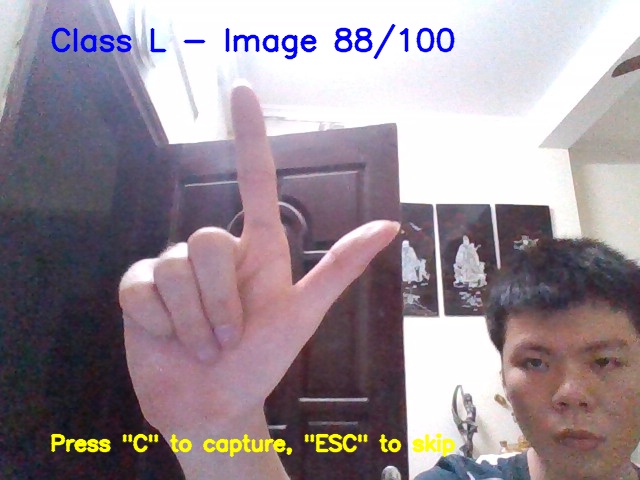 Class L - Image 88/100
Press "C" to capture, "ESC" to skip